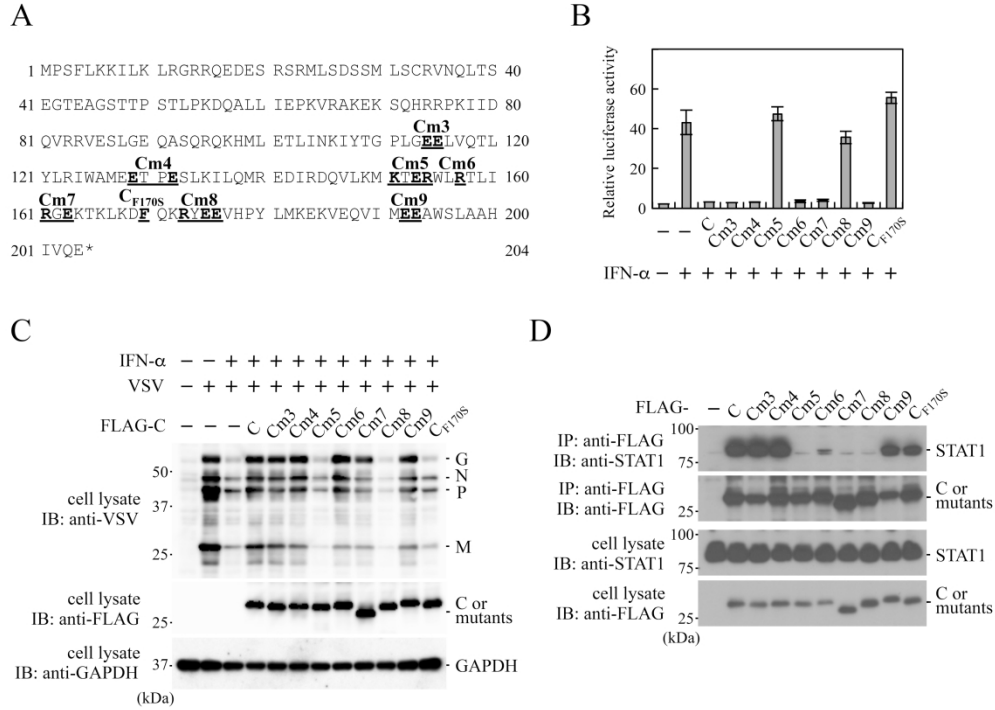 A
1 MPSFLKKILK LRGRRQEDES RSRMLSDSSM LSCRVNQLTS 40
41 EGTEAGSTTP STLPKDQALL IEPKVRAKEK SQHRRPKIID 80
Cm3
81 QVRRVESLGE QASQRQKHML ETLINKIYTG PLGEELVQTL 120
Cm4 Cm5 Cm6
121 YLRIWAMEET PESLKILQMR EDIRDQVLKM KTERWLRTLI 160
Cm7 CF170S Cm8 Cm9
161 RGEKTKLKDF QKRYEEVHPY LMKEKVEQVI MEEAWSLAAH 200
201 IVQE* 204
B
Relative luciferase activity
60
40
20
0
– – C Cm3 Cm4 Cm5 Cm6 Cm7 Cm8 Cm9 CF170S
IFN-α – + + + + + + + + + +
C
IFN-α – – + + + + + + + + + +
VSV – + + + + + + + + + + +
FLAG-C – – – C Cm3 Cm4 Cm5 Cm6 Cm7 Cm8 Cm9 CF170S
cell lysate
IB: anti-VSV
50
37
25
G
N
P
M
cell lysate
IB: anti-FLAG
25
C or
mutants
cell lysate
IB: anti-GAPDH
37
GAPDH
(kDa)
D
FLAG- – C Cm3 Cm4 Cm5 Cm6 Cm7 Cm8 Cm9 CF170S
IP: anti-FLAG
IB: anti-STAT1
100
75
STAT1
IP: anti-FLAG
IB: anti-FLAG
25
C or
mutants
cell lysate
IB: anti-STAT1
100
75
STAT1
cell lysate
IB: anti-FLAG
25
C or
mutants
(kDa)